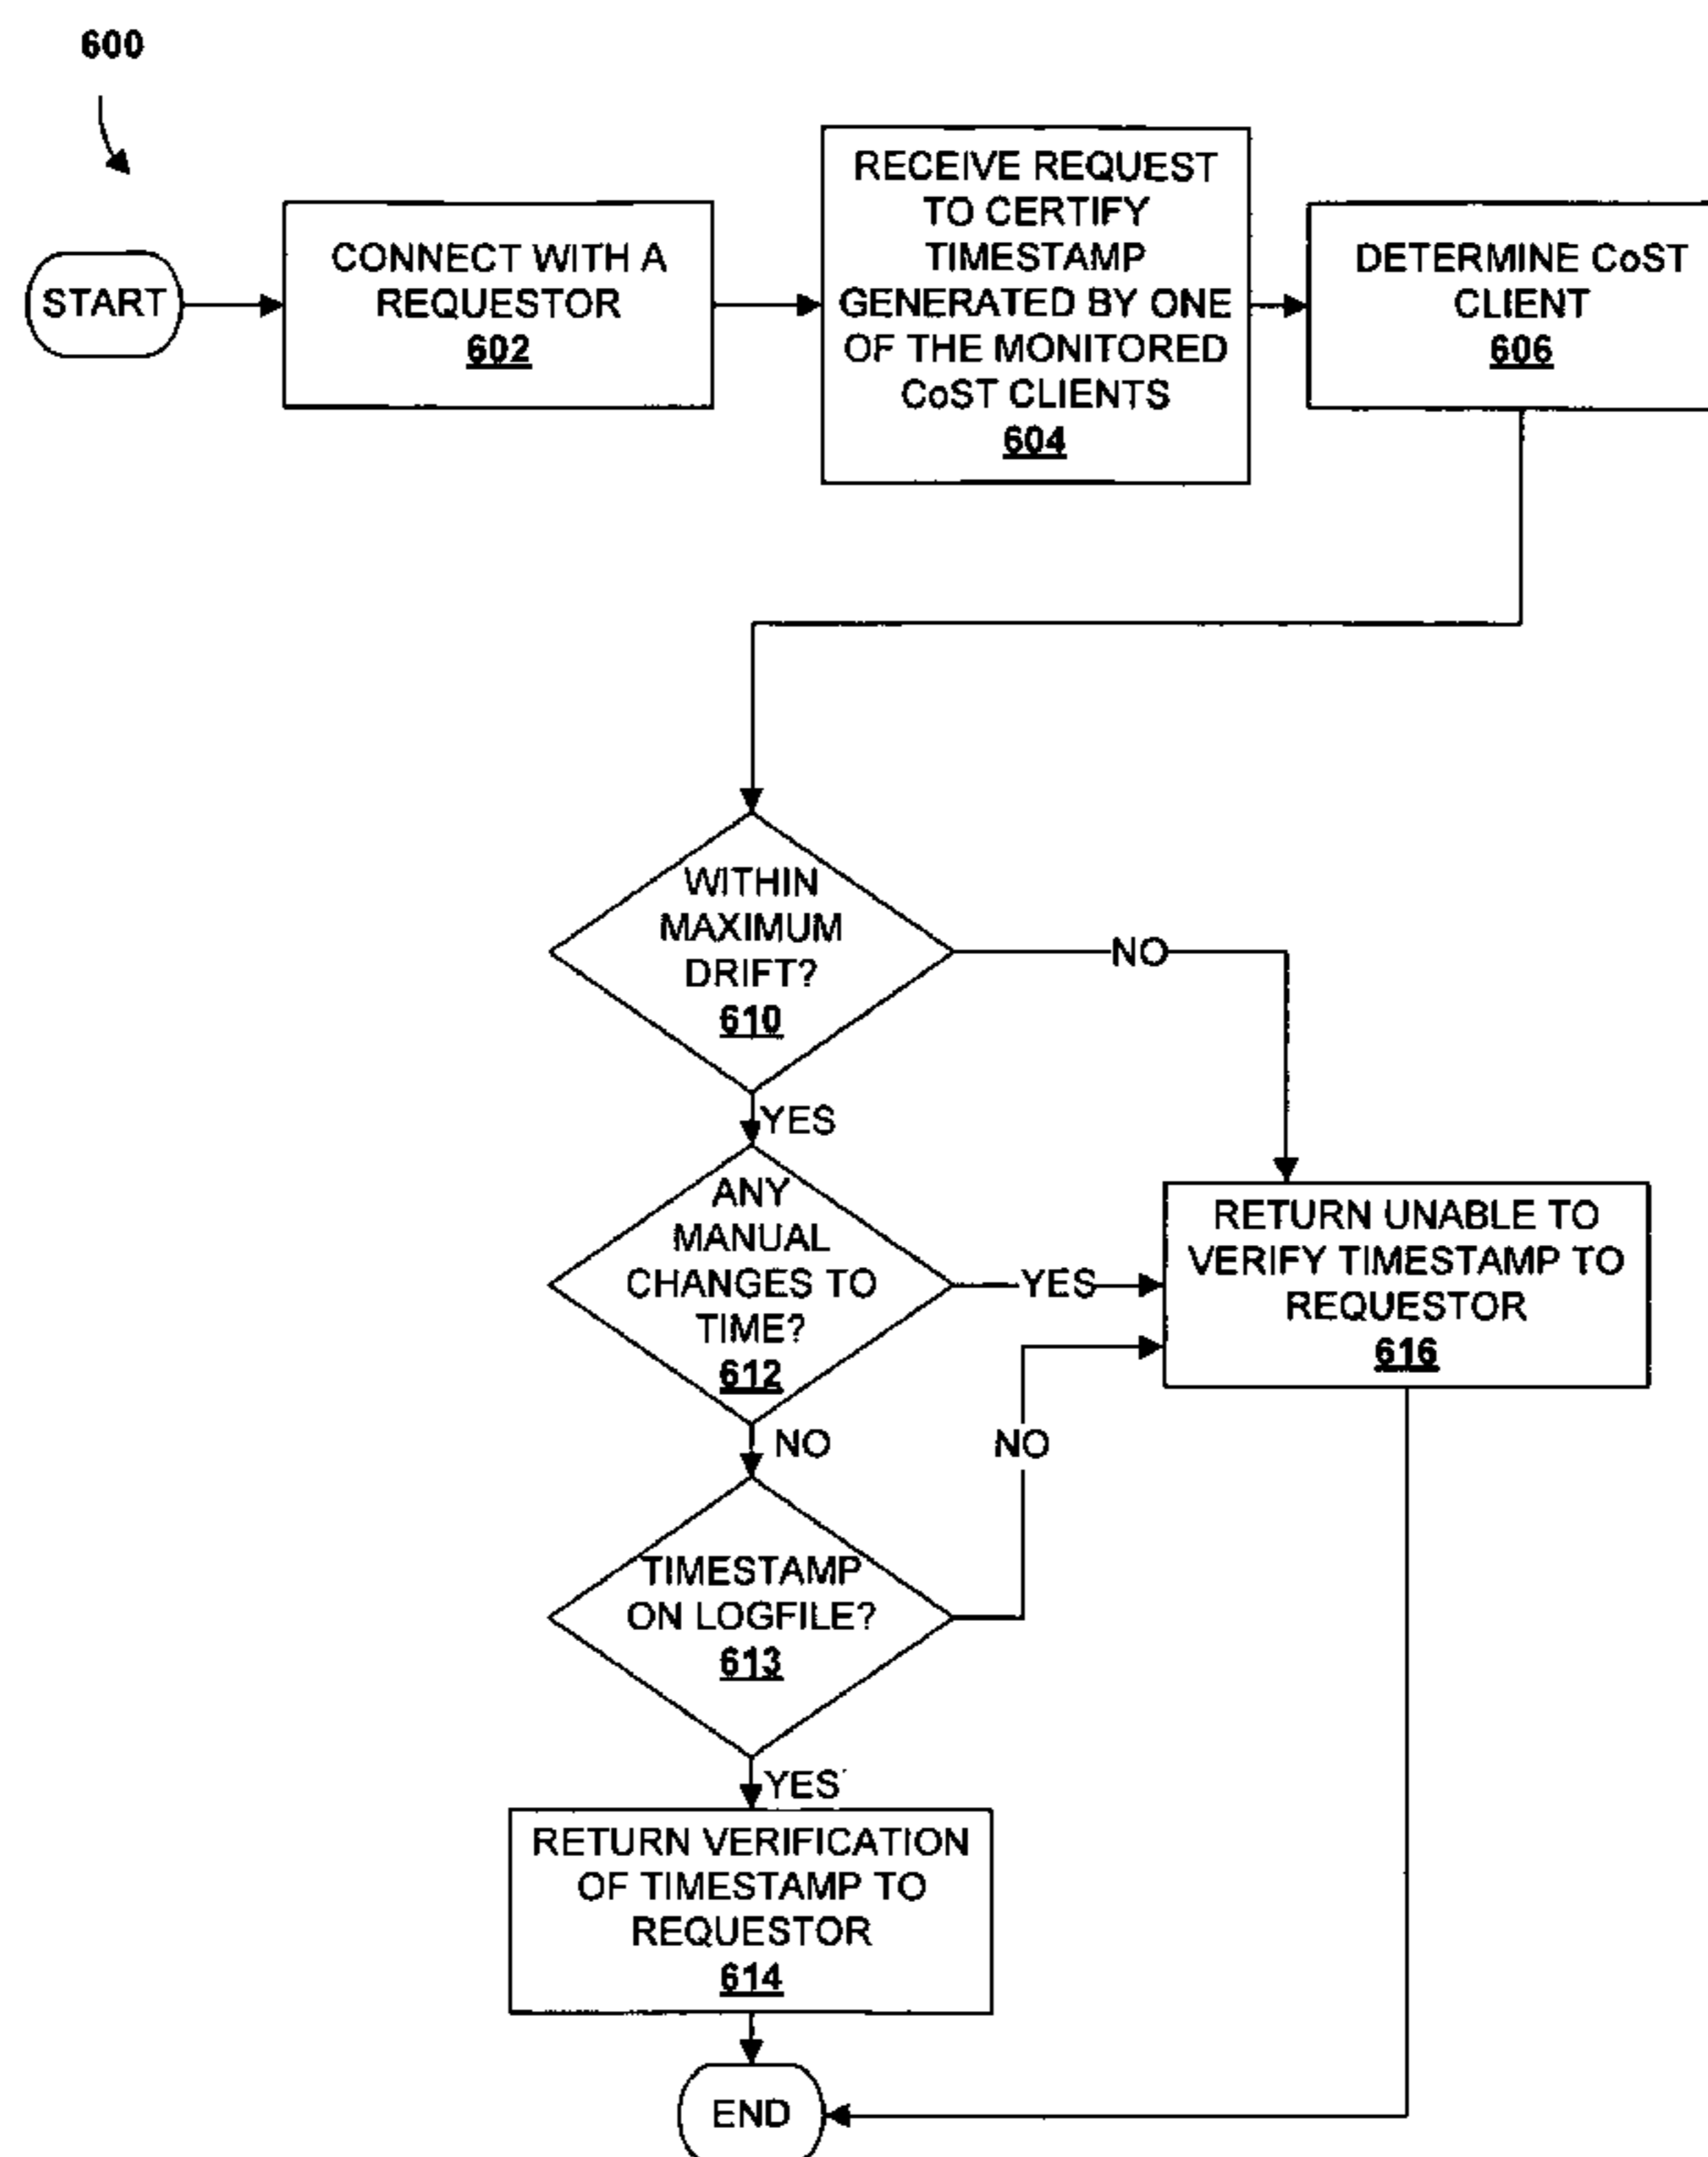 600
START
CONNECT WITH A
REQUESTOR
602
RECEIVE REQUEST
TO CERTIFY
TIMESTAMP
GENERATED BY ONE
OF THE MONITORED
CoST CLIENTS
604
DETERMINE CoST
CLIENT
606
WITHIN
MAXIMUM
DRIFT?
610
NO
YES
ANY
MANUAL
CHANGES TO
TIME?
612
YES
RETURN UNABLE TO
VERIFY TIMESTAMP TO
REQUESTOR
616
NO
NO
TIMESTAMP
ON LOGFILE?
613
YES
RETURN VERIFICATION
OF TIMESTAMP TO
REQUESTOR
614
END